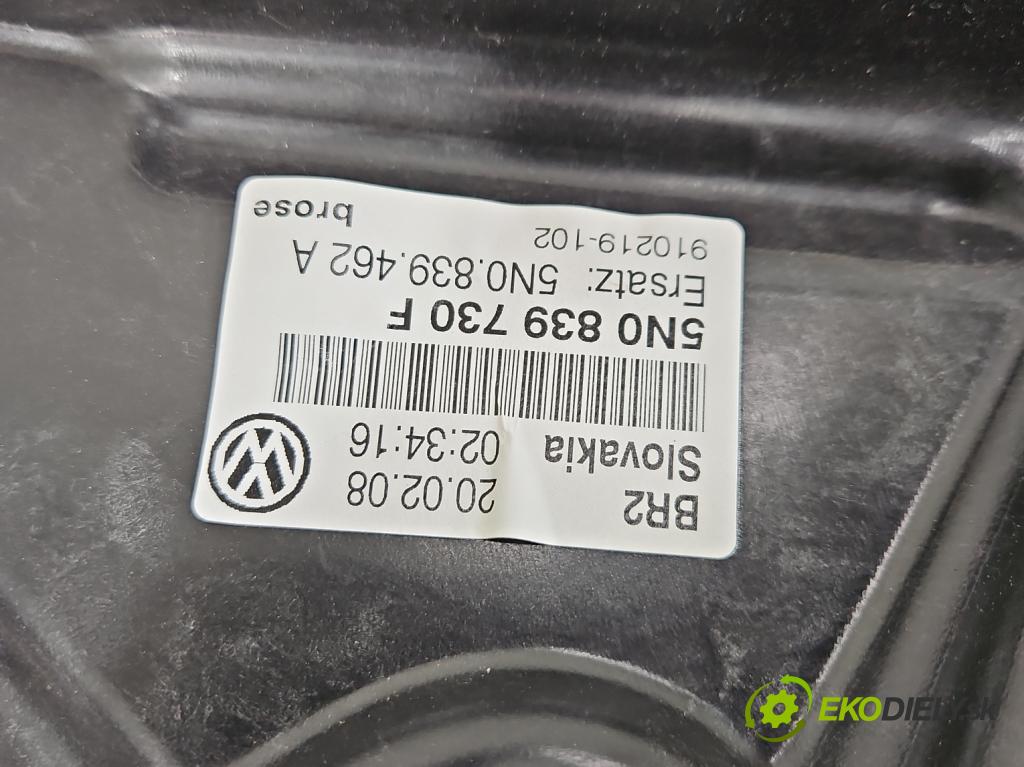 BR2 20.02.08
Slovakia 02:34:16
5N0 839 730 F
Ersatz: 5N0.839.462 A
910219-102 brose
EKODIELY.SK